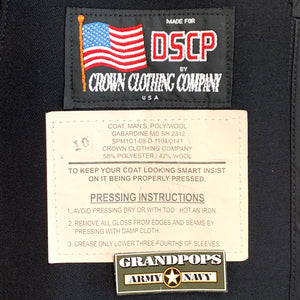 MADE FOR
DSCP
BY
CROWN CLOTHING COMPANY
USA
10
COAT, MAN'S, POLY/WOOL
GABARDINE MC SH 2312
SPM1C1-08-D-1109/0141
CROWN CLOTHING COMPANY
58% POLYESTER / 42% WOOL
TO KEEP YOUR COAT LOOKING SMART INSIST
ON IT BEING PROPERLY PRESSED.
PRESSING INSTRUCTIONS
1. AVOID PRESSING DRY OR WITH TOO HOT AN IRON.
2. REMOVE ALL GLOSS FROM EDGES AND SEAMS BY
PRESSING WITH DAMP CLOTH.
3. CREASE ONLY LOWER THREE-FOURTHS OF SLEEVES.
GRANDPOPS
ARMY NAVY